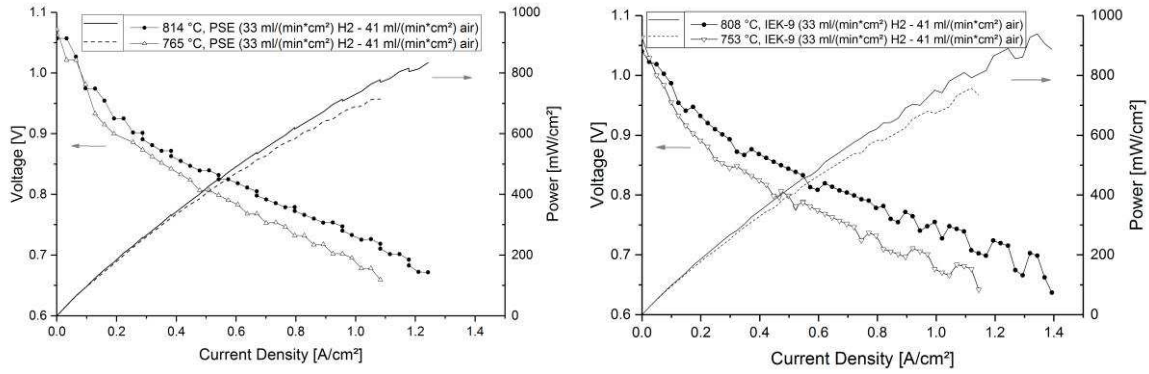 814 °C, PSE (33 ml/(min*cm²) H2 - 41 ml/(min*cm²) air)
765 °C, PSE (33 ml/(min*cm²) H2 - 41 ml/(min*cm²) air)
1.1
1.0
0.9
0.8
0.7
0.6
Voltage [V]
1000
800
600
400
200
0
Power [mW/cm²]
0.0 0.2 0.4 0.6 0.8 1.0 1.2 1.4
Current Density [A/cm²]
808 °C, IEK-9 (33 ml/(min*cm²) H2 - 41 ml/(min*cm²) air)
753 °C, IEK-9 (33 ml/(min*cm²) H2 - 41 ml/(min*cm²) air)
1.1
1.0
0.9
0.8
0.7
0.6
Voltage [V]
1000
800
600
400
200
0
Power [mW/cm²]
0.0 0.2 0.4 0.6 0.8 1.0 1.2 1.4
Current Density [A/cm²]